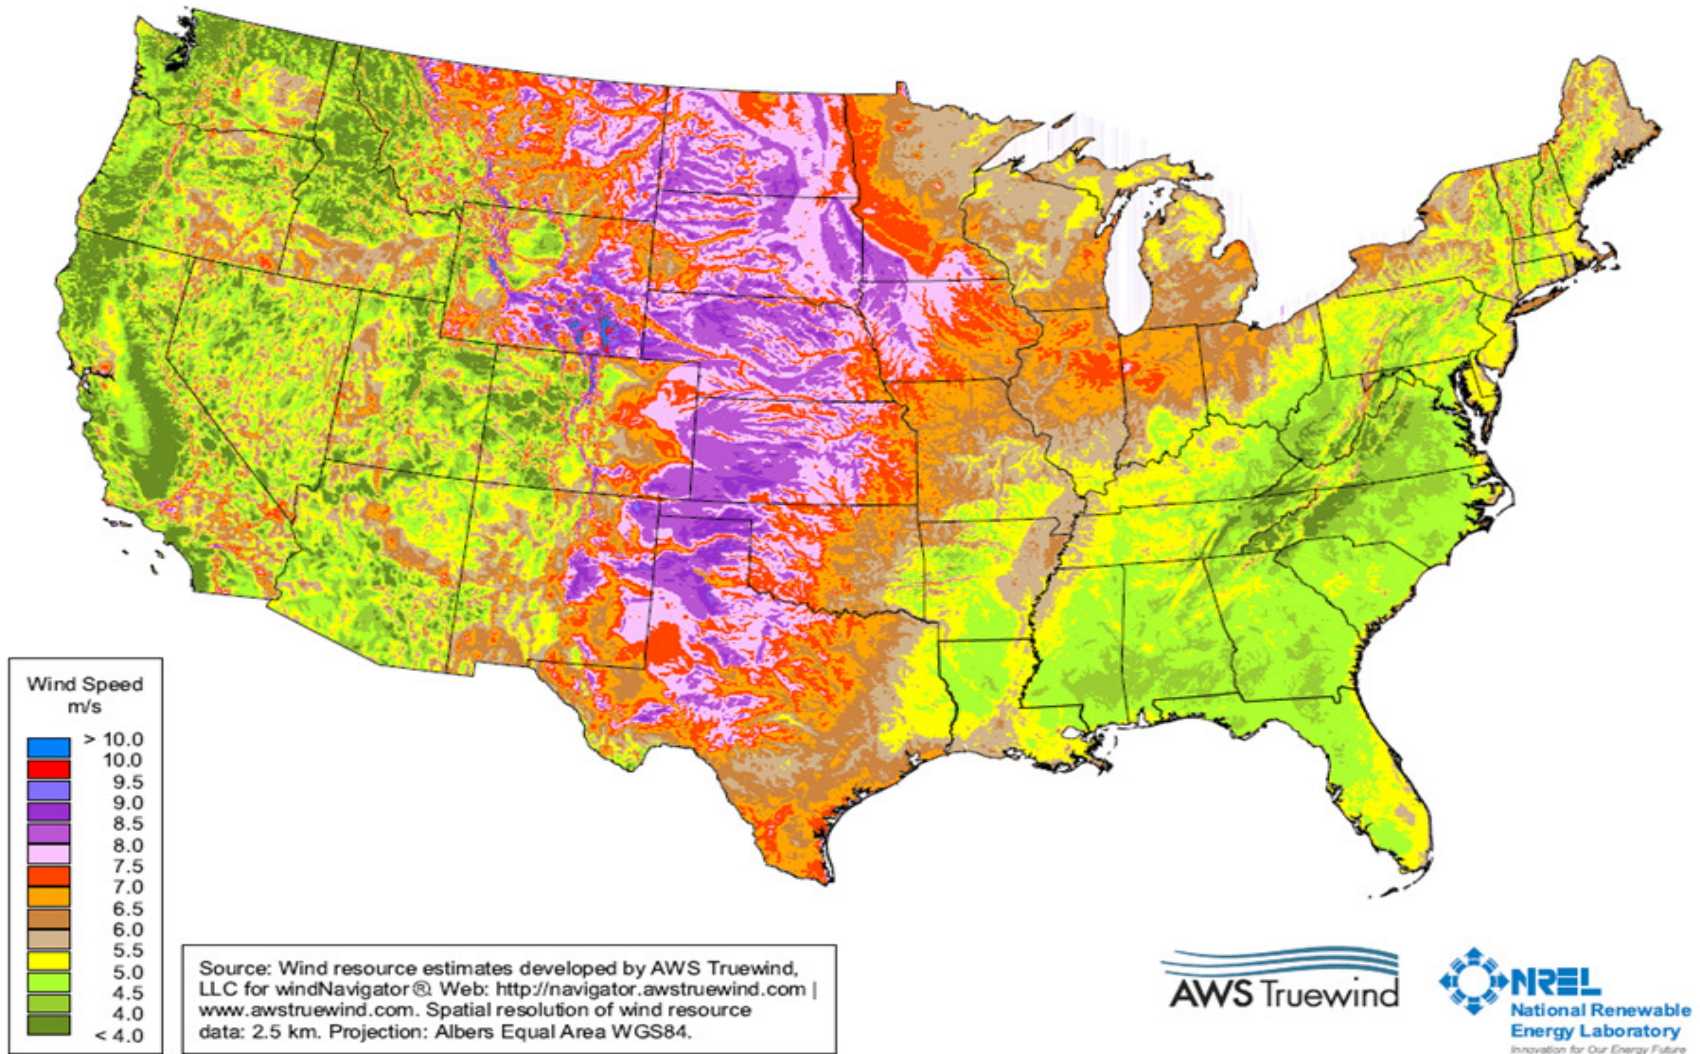 Wind Speed
m/s
> 10.0
10.0
9.5
9.0
8.5
8.0
7.5
7.0
6.5
6.0
5.5
5.0
4.5
4.0
< 4.0
Source: Wind resource estimates developed by AWS Truewind,
LLC for windNavigator®. Web: http://navigator.awstruewind.com |
www.awstruewind.com. Spatial resolution of wind resource
data: 2.5 km. Projection: Albers Equal Area WGS84.
AWS Truewind
NREL
National Renewable
Energy Laboratory
Innovation for Our Energy Future